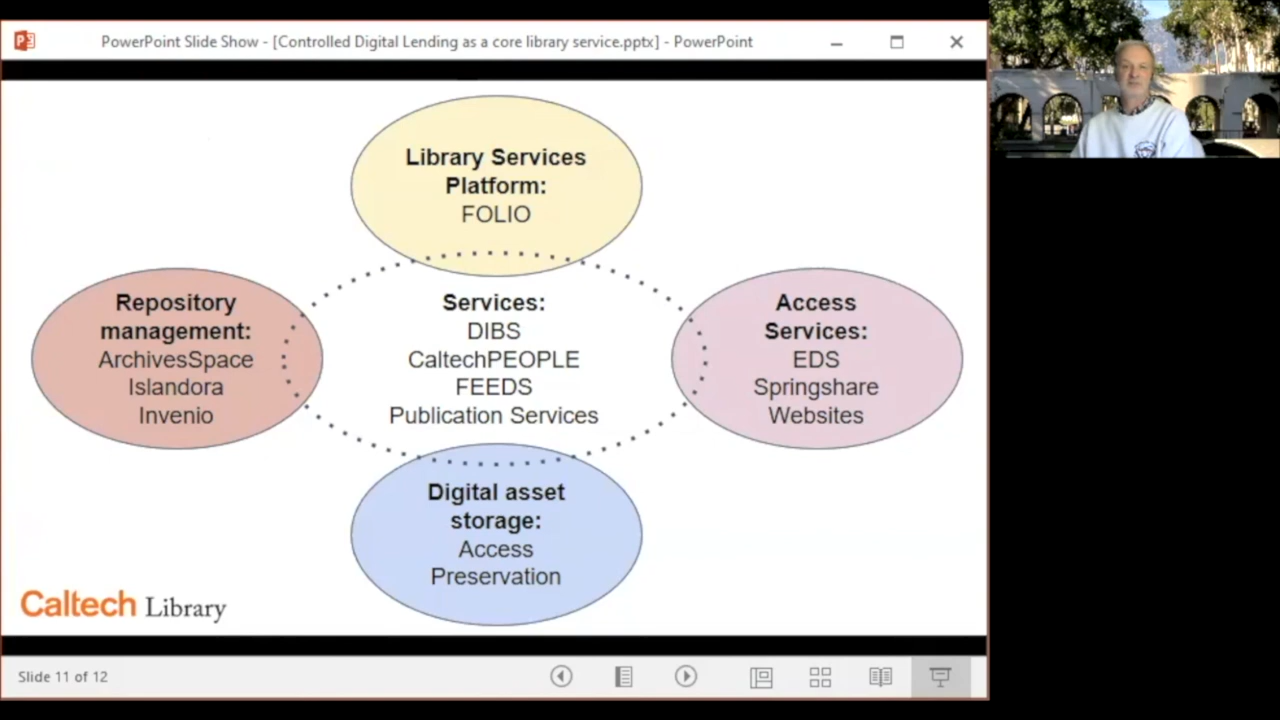 PowerPoint Slide Show - [Controlled Digital Lending as a core library service.pptx] - PowerPoint
Library Services
Platform:
FOLIO
Repository
management:
ArchivesSpace
Islandora
Invenio
Services:
DIBS
CaltechPEOPLE
FEEDS
Publication Services
Access
Services:
EDS
Springshare
Websites
Digital asset
storage:
Access
Preservation
Caltech Library
Slide 11 of 12